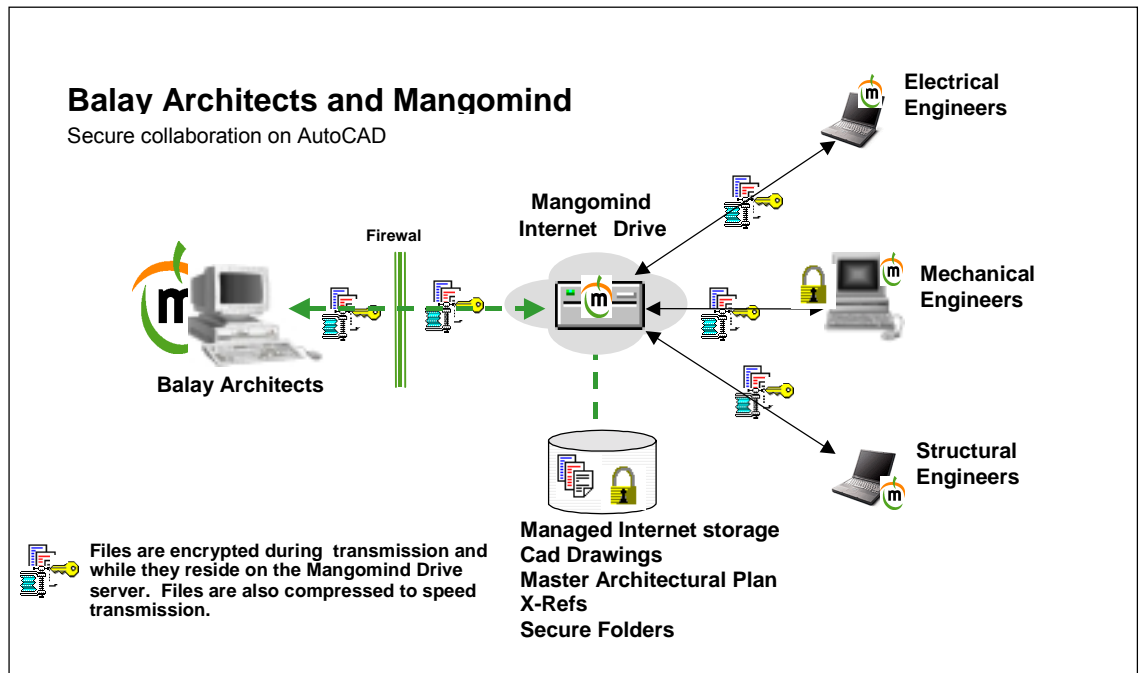 Balay Architects and Mangomind
Secure collaboration on AutoCAD
Electrical
Engineers
m
Mangomind
Internet Drive
Firewal
m
m
m
Mechanical
Engineers
Balay Architects
Structural
Engineers
m
Managed Internet storage
Cad Drawings
Master Architectural Plan
X-Refs
Secure Folders
Files are encrypted during transmission and
while they reside on the Mangomind Drive
server. Files are also compressed to speed
transmission.